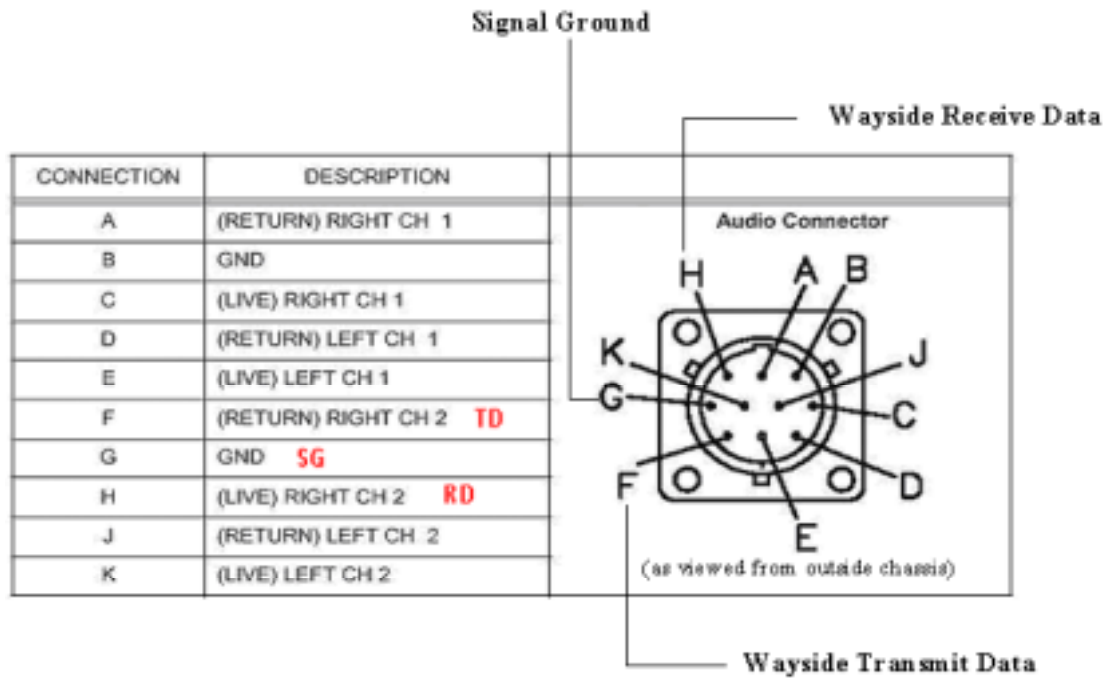 Signal Ground
Wayside Receive Data
CONNECTION DESCRIPTION
A (RETURN) RIGHT CH 1
B GND
C (LIVE) RIGHT CH 1
D (RETURN) LEFT CH 1
E (LIVE) LEFT CH 1
F (RETURN) RIGHT CH 2 TD
G GND SG
H (LIVE) RIGHT CH 2 RD
J (RETURN) LEFT CH 2
K (LIVE) LEFT CH 2
Audio Connector
H A B
K J
G C
F D
E
(as viewed from outside chassis)
Wayside Transmit Data